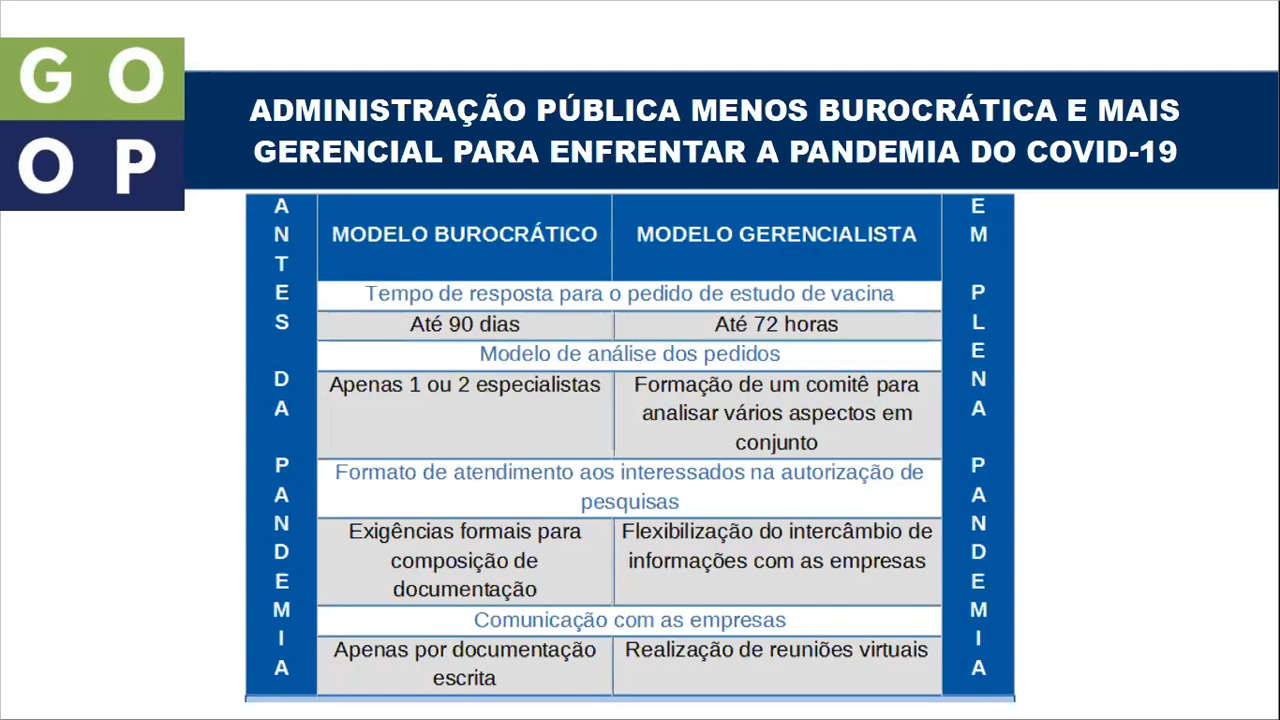 GO
OP
ADMINISTRAÇÃO PÚBLICA MENOS BUROCRÁTICA E MAIS
GERENCIAL PARA ENFRENTAR A PANDEMIA DO COVID-19
ANTES DA PANDEMIA
MODELO BUROCRÁTICO
MODELO GERENCIALISTA
EM PLENA PANDEMIA
Tempo de resposta para o pedido de estudo de vacina
Até 90 dias
Até 72 horas
Modelo de análise dos pedidos
Apenas 1 ou 2 especialistas
Formação de um comitê para
analisar vários aspectos em
conjunto
Formato de atendimento aos interessados na autorização de
pesquisas
Exigências formais para
composição de
documentação
Flexibilização do intercâmbio de
informações com as empresas
Comunicação com as empresas
Apenas por documentação
escrita
Realização de reuniões virtuais